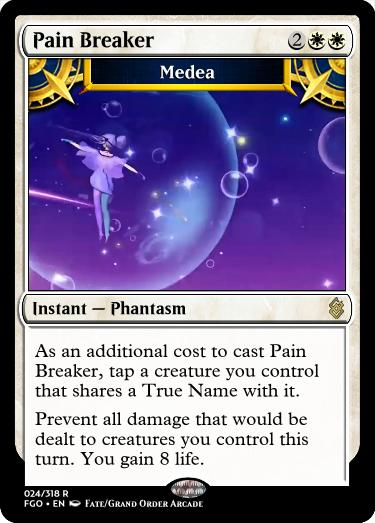 Pain Breaker 2
Medea
Instant — Phantasm
As an additional cost to cast Pain
Breaker, tap a creature you control
that shares a True Name with it.
Prevent all damage that would be
dealt to creatures you control this
turn. You gain 8 life.
024/318 R
FGO • EN Fate/Grand Order Arcade